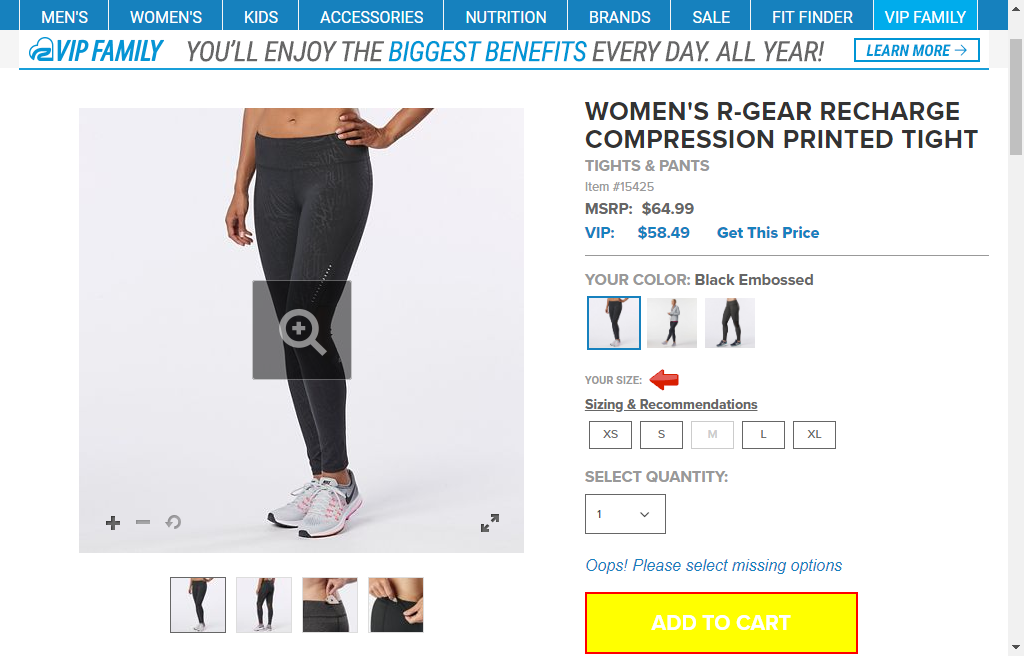 MEN'S WOMEN'S KIDS ACCESSORIES NUTRITION BRANDS SALE FIT FINDER VIP FAMILY
VIP FAMILY YOU'LL ENJOY THE BIGGEST BENEFITS EVERY DAY. ALL YEAR! LEARN MORE →
WOMEN'S R-GEAR RECHARGE
COMPRESSION PRINTED TIGHT
TIGHTS & PANTS
Item #15425
MSRP: $64.99
VIP: $58.49 Get This Price
YOUR COLOR: Black Embossed
YOUR SIZE:
Sizing & Recommendations
XS S M L XL
SELECT QUANTITY:
1
Oops! Please select missing options
ADD TO CART